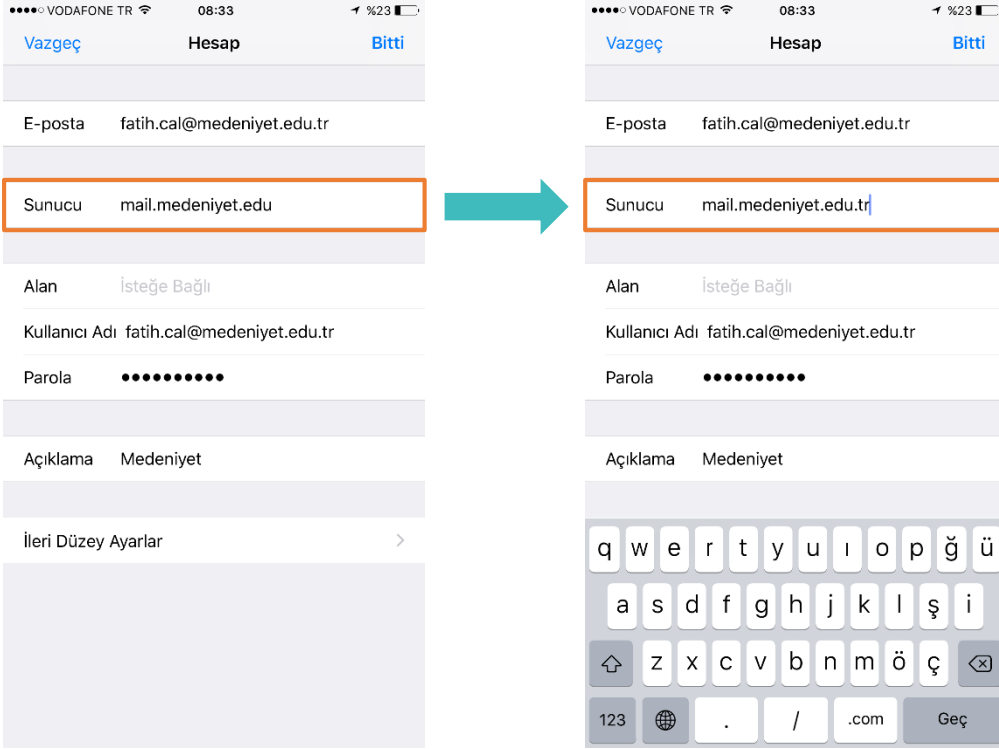 VODAFONE TR 08:33 %23
Vazgeç Hesap Bitti
E-posta fatih.cal@medeniyet.edu.tr
Sunucu mail.medeniyet.edu
Alan İsteğe Bağlı
Kullanıcı Adı fatih.cal@medeniyet.edu.tr
Parola ●●●●●●●●●●
Açıklama Medeniyet
İleri Düzey Ayarlar
VODAFONE TR 08:33 %23
Vazgeç Hesap Bitti
E-posta fatih.cal@medeniyet.edu.tr
Sunucu mail.medeniyet.edu.tr
Alan İsteğe Bağlı
Kullanıcı Adı fatih.cal@medeniyet.edu.tr
Parola ●●●●●●●●●●
Açıklama Medeniyet
q w e r t y u ı o p ğ ü
a s d f g h j k l ş i
z x c v b n m ö ç
123 . / .com Geç